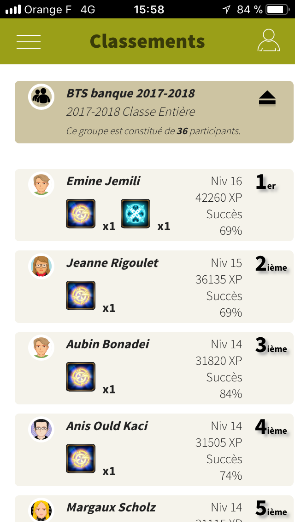 Orange F 4G 15:58 84 %
Classements
BTS banque 2017-2018
2017-2018 Classe Entière
Ce groupe est constitué de 36 participants.
Emine Jemili Niv 16 1er
42260 XP
x1 x1 Succès
69%
Jeanne Rigoulet Niv 15 2ième
36135 XP
x1 Succès
69%
Aubin Bonadei Niv 14 3ième
31820 XP
x1 Succès
84%
Anis Ould Kaci Niv 14 4ième
31505 XP
x1 Succès
74%
Margaux Scholz Niv 14 5ième